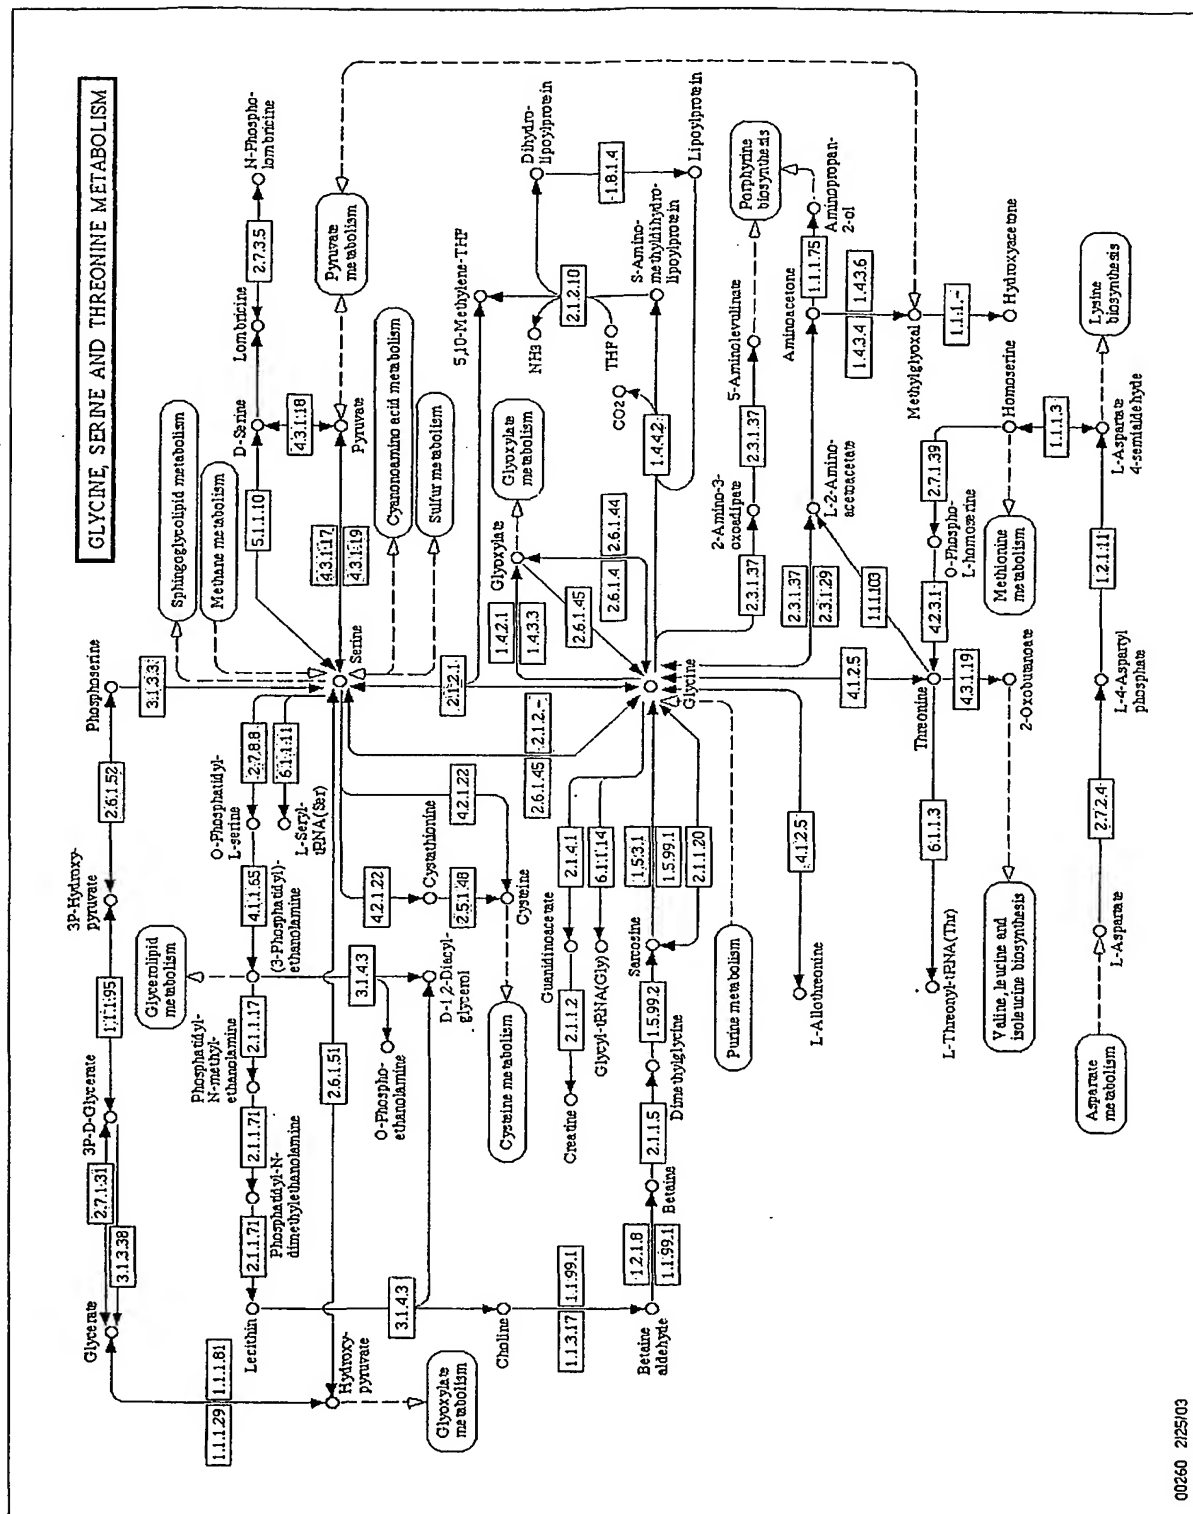 GLYCINE, SERINE AND THREONINE METABOLISM
Phosphoserine
3.1.3.3
2.6.1.52
3P-Hydroxy-
pyruvate
1.1.1.95
3P-D-Glycerate
2.7.1.31
3.1.3.38
Glycerate
1.1.1.29
1.1.1.81
Sphingoglycolipid metabolism
Methane metabolism
N-Phospho-
lombricine
2.7.3.5
Lombricine
D-Serine
5.1.1.10
4.3.1.18
Pyruvate
Pyruvate
metabolism
4.3.1.17
4.3.1.19
Cyanonoamino acid metabolism
Sulfur metabolism
Serine
2.7.8.8
6.1.1.11
O-Phosphatidyl-
L-serine
L-Seryl-
tRNA(Ser)
4.1.1.65
(3-Phosphatidyl)-
ethanolamine
Glycerolipid
metabolism
2.1.1.17
Phosphatidyl-
N-methyl-
ethanolamine
2.1.1.71
Phosphatidyl-N-
dimethylethanolamine
2.1.1.71
Lecithin
3.1.4.3
O-Phospho-
ethanolamine
D-1,2-Diacyl-
glycerol
2.6.1.51
Hydroxy-
pyruvate
Glyoxylate
metabolism
3.1.4.3
Choline
1.1.3.17
1.1.99.1
Betaine
aldehyde
1.2.1.8
1.1.99.1
Betaine
2.1.1.5
Dimethylglycine
1.5.99.2
Sarcosine
1.5.3.1
1.5.99.1
2.1.1.20
4.2.1.22
Cystathionine
2.5.1.48
Cysteine
4.2.1.22
Cysteine metabolism
2.1.2.1
2.1.2.-
2.6.1.45
5,10-Methylene-THF
Dihydro-
lipoylprotein
1.8.1.4
Lipoylprotein
NH3
2.1.2.10
THF
S-Amino-
methyldihydro-
lipoylprotein
CO2
1.4.4.2
Glyoxylate
metabolism
Glyoxylate
1.4.2.1
1.4.3.3
2.6.1.45
2.6.1.4
2.6.1.44
Glycine
2.1.4.1
6.1.1.14
Guanidinoacetate
Glycyl-tRNA(Gly)
2.1.1.2
Creatine
Purine metabolism
2.3.1.37
2-Amino-3-
oxoadipate
2.3.1.37
5-Aminolevulinate
Porphyrine
biosynthesis
2.3.1.37
2.3.1.29
L-2-Amino-
acetoacetate
Aminoacetone
1.1.1.75
Aminopropan-
2-ol
1.4.3.4
1.4.3.6
Methylglyoxal
1.1.1.-
Hydroxyacetone
1.1.1.103
4.1.2.5
4.1.2.5
L-Allothreonine
Threonine
6.1.1.3
L-Threonyl-tRNA(Thr)
4.3.1.19
2-Oxobutanoate
Valine, leucine and
isoleucine biosynthesis
4.2.3.1
O-Phospho-
L-homoserine
2.7.1.39
Homoserine
Methionine
metabolism
1.1.1.3
Lysine
biosynthesis
L-Aspartate
4-semialdehyde
1.2.1.11
L-4-Aspartyl
phosphate
2.7.2.4
L-Aspartate
Aspartate
metabolism
00260 2/25/03